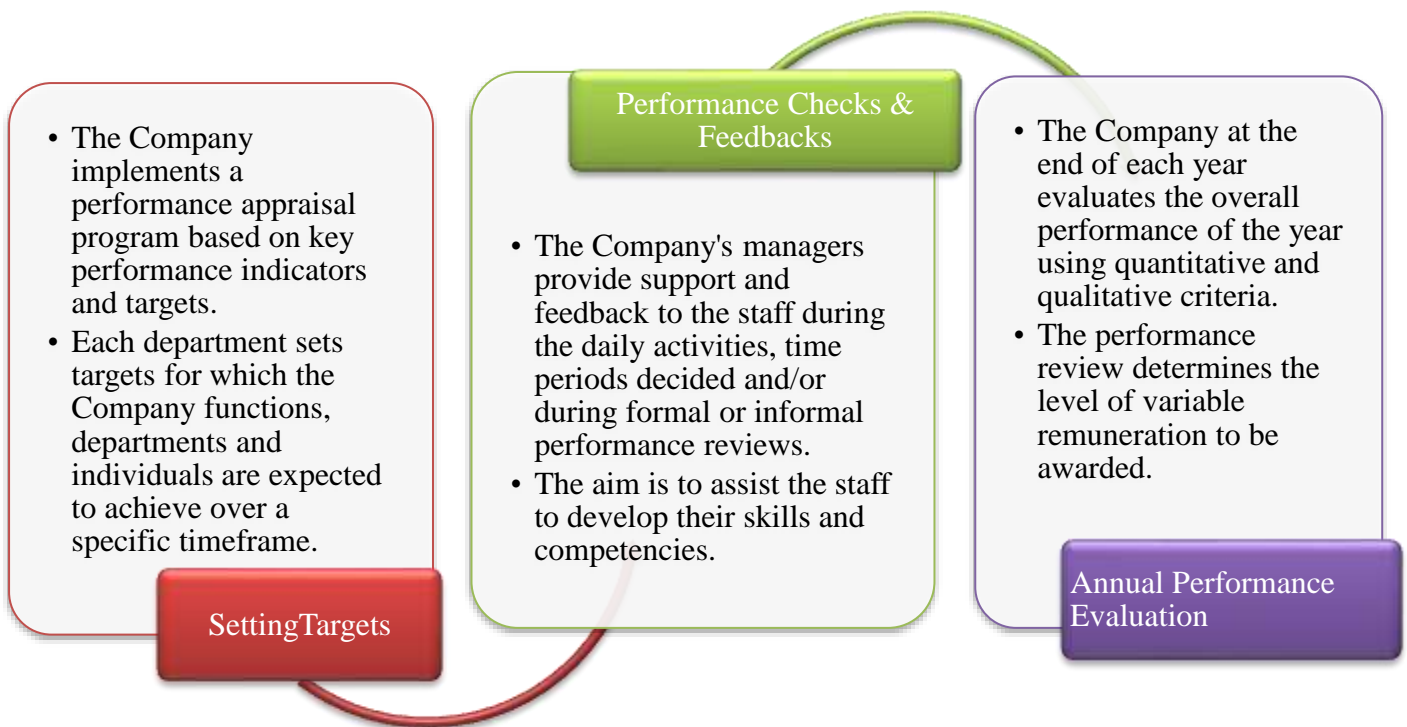 • The Company
implements a
performance appraisal
program based on key
performance indicators
and targets.
• Each department sets
targets for which the
Company functions,
departments and
individuals are expected
to achieve over a
specific timeframe.
SettingTargets
Performance Checks &
Feedbacks
• The Company's managers
provide support and
feedback to the staff during
the daily activities, time
periods decided and/or
during formal or informal
performance reviews.
• The aim is to assist the staff
to develop their skills and
competencies.
• The Company at the
end of each year
evaluates the overall
performance of the year
using quantitative and
qualitative criteria.
• The performance
review determines the
level of variable
remuneration to be
awarded.
Annual Performance
Evaluation